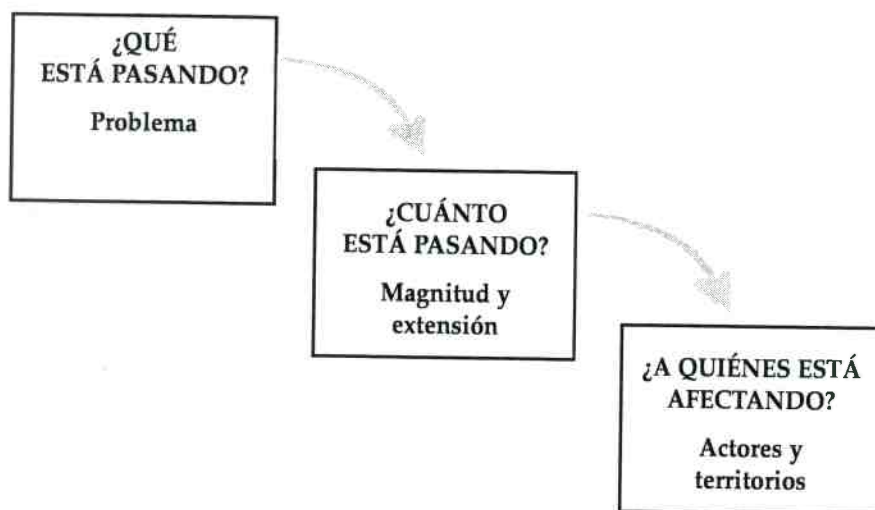 ¿QUÉ
ESTÁ PASANDO?
Problema
¿CUÁNTO
ESTÁ PASANDO?
Magnitud y
extensión
¿A QUIÉNES ESTÁ
AFECTANDO?
Actores y
territorios